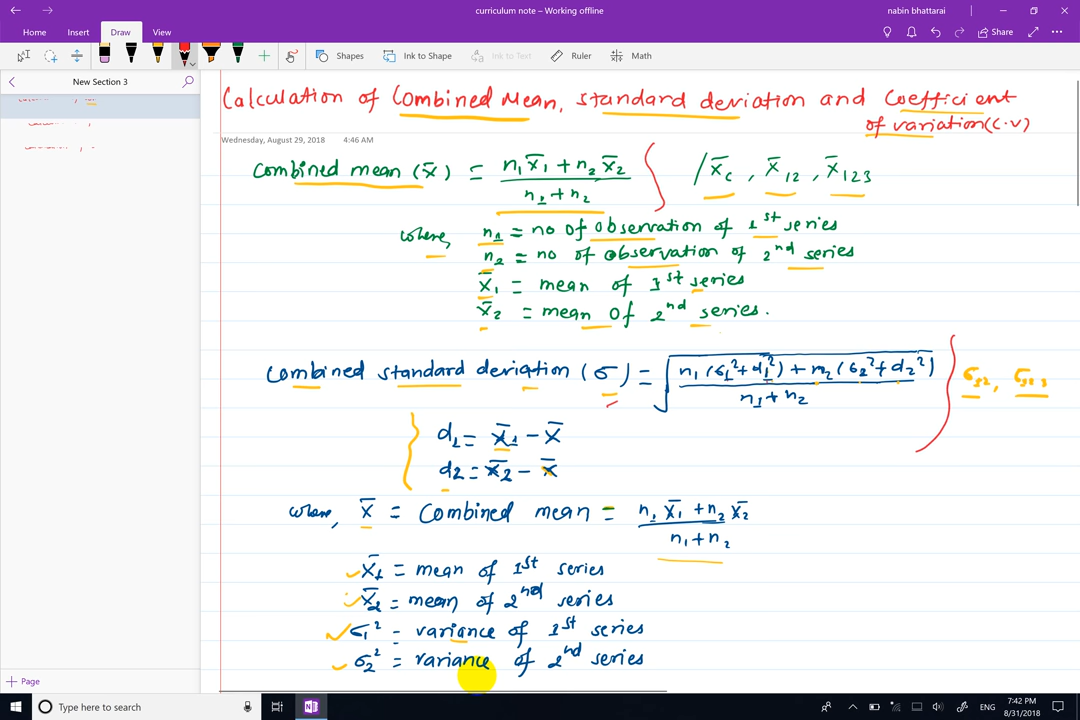 curriculum note – Working offline
nabin bhattarai
Home Insert Draw View
Share
Shapes Ink to Shape Ink to Text Ruler Math
New Section 3
Calculation of Combined Mean, standard deviation and Coefficient of variation(C.V)
Wednesday, August 29, 2018 4:46 AM
Combined mean (x̄) = (n₁x̄₁ + n₂x̄₂)/(n₁+n₂) / x̄c, x̄₁₂, x̄₁₂₃
where, n₁ = no of observation of 1st series
n₂ = no of observation of 2nd series
x̄₁ = mean of 1st series
x̄₂ = mean of 2nd series.
Combined standard deviation (σ) = √[(n₁(σ₁²+d₁²)+n₂(σ₂²+d₂²))/(n₁+n₂)] σ₁₂, σ₁₂₃
d₁ = x̄₁ − x̄
d₂ = x̄₂ − x̄
where, x̄ = Combined mean = (n₁x̄₁ + n₂x̄₂)/(n₁+n₂)
x̄₁ = mean of 1st series
x̄₂ = mean of 2nd series
σ₁² = variance of 1st series
σ₂² = variance of 2nd series
+ Page
Type here to search
ENG
7:42 PM
8/31/2018